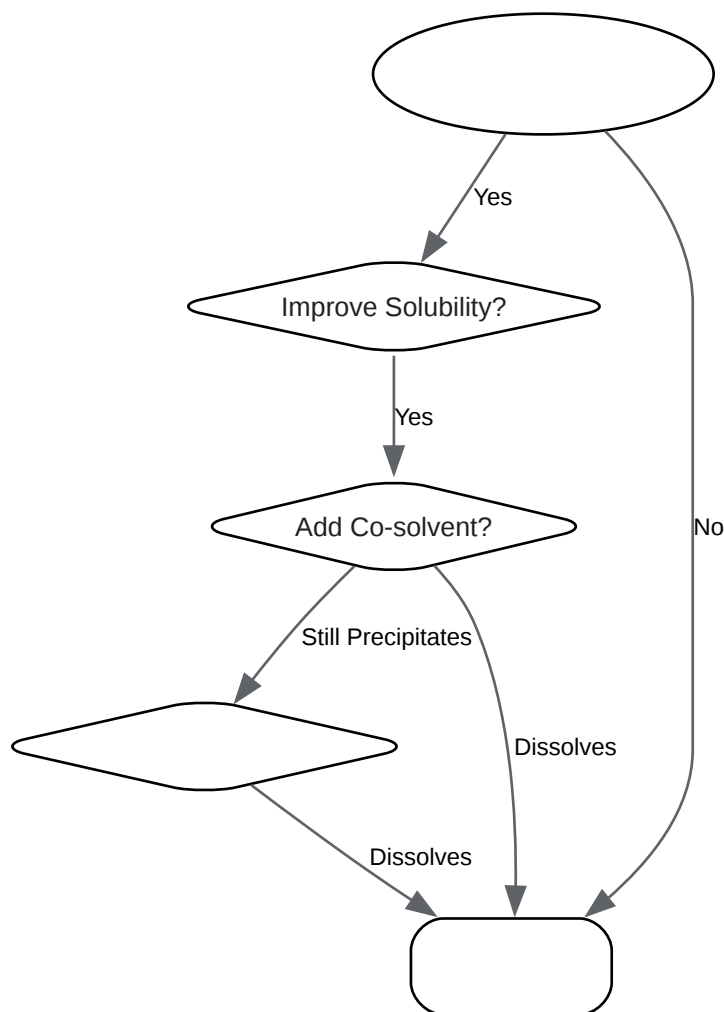 Yes
Improve Solubility?
Yes
Add Co-solvent?
No
Still Precipitates
Dissolves
Dissolves